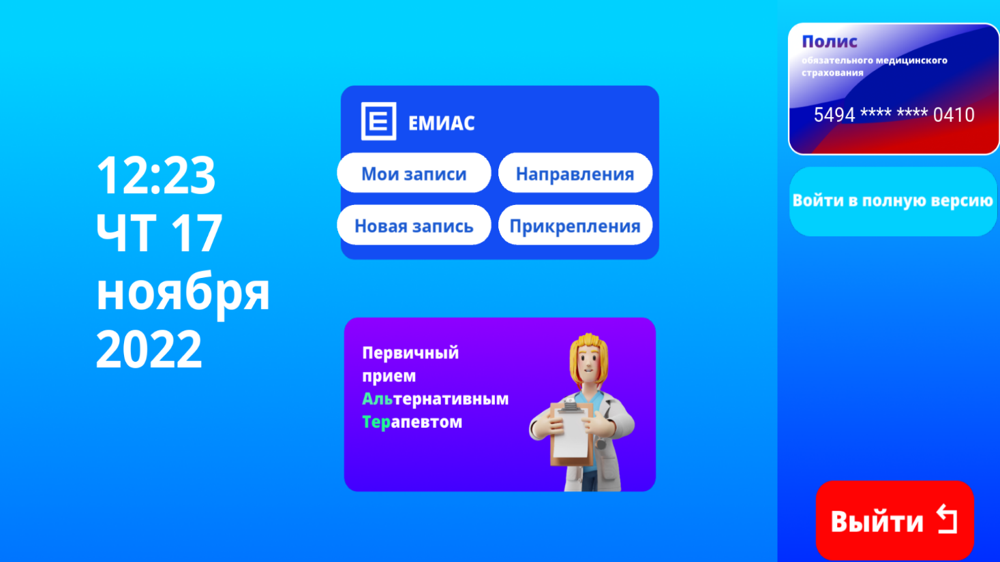 12:23
ЧТ 17
ноября
2022
ЕМИАС
Мои записи
Направления
Новая запись
Прикрепления
Первичный
прием
Альтернативным
Терапевтом
Полис
обязательного медицинского
страхования
5494 **** **** 0410
Войти в полную версию
Выйти